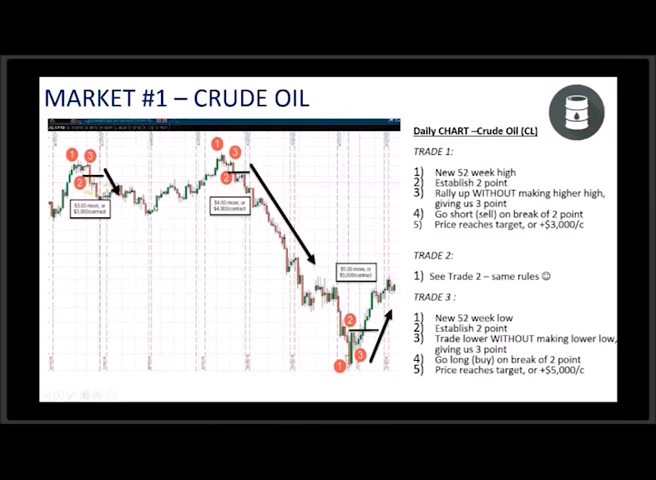 MARKET #1 – CRUDE OIL
Daily CHART –Crude Oil (CL)
TRADE 1:
1) New 52 week high
2) Establish 2 point
3) Rally up WITHOUT making higher high,
giving us 3 point
4) Go short (sell) on break of 2 point
5) Price reaches target, or +$3,000/c
TRADE 2:
1) See Trade 2 – same rules ☺
TRADE 3 :
1) New 52 week low
2) Establish 2 point
3) Trade lower WITHOUT making lower low,
giving us 3 point
4) Go long (buy) on break of 2 point
5) Price reaches target, or +$5,000/c
1 3
2
$3.00 move, or
$3,000/contract
1
3
2
$4.00 move, or
$4,000/contract
$5.00 move, or
$5,000/contract
2
3
1